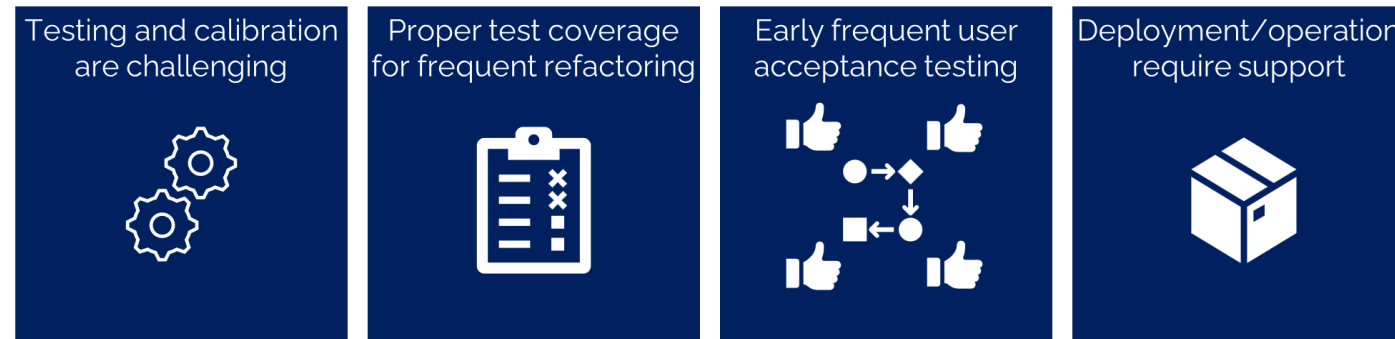 Testing and calibration
are challenging
Proper test coverage
for frequent refactoring
Early frequent user
acceptance testing
Deployment/operation
require support